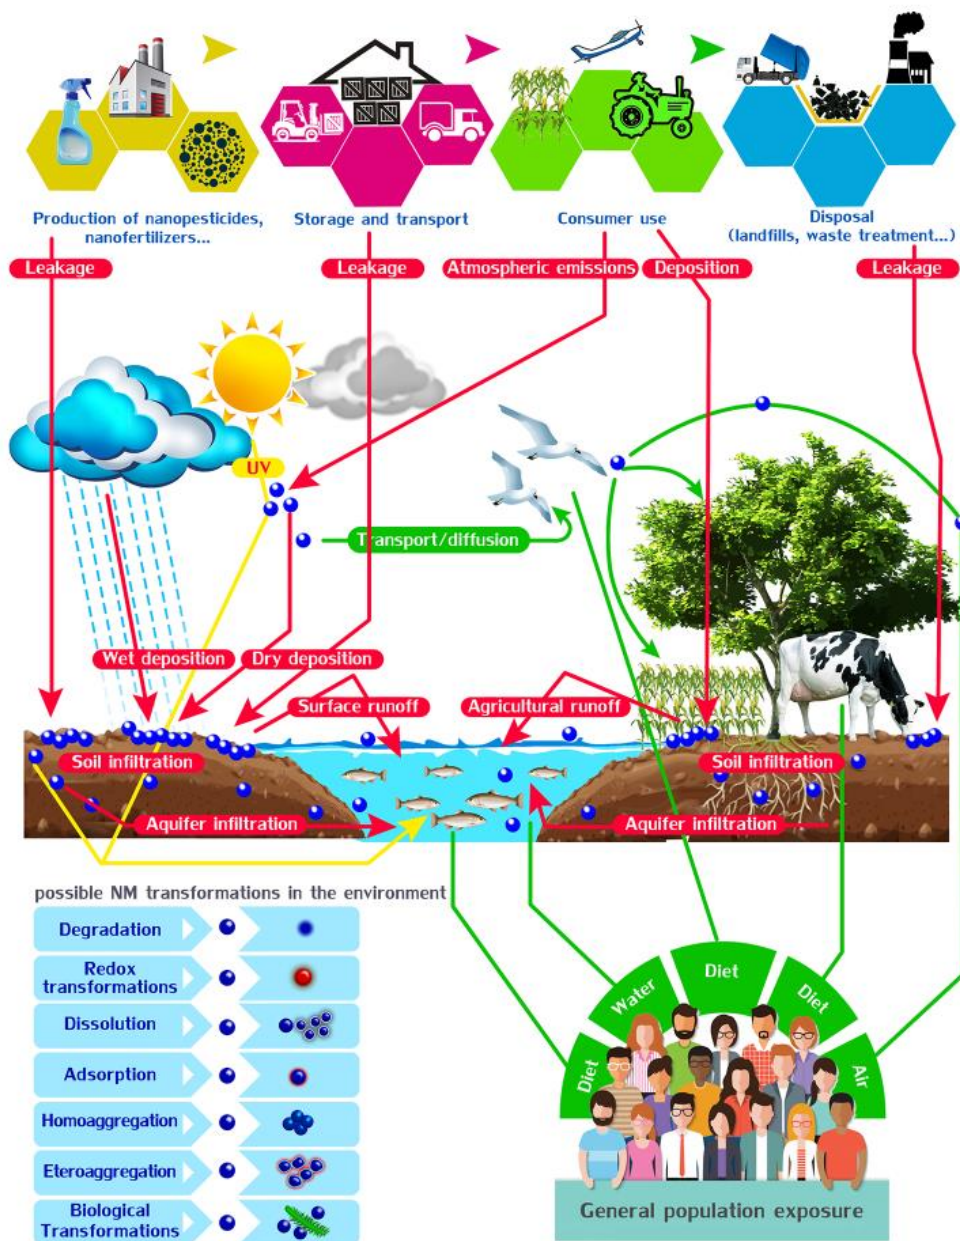 Production of nanopesticides,
nanofertilizers...
Storage and transport
Consumer use
Disposal
(landfills, waste treatment...)
Leakage
Leakage
Atmospheric emissions
Deposition
Leakage
UV
Transport/diffusion
Wet deposition
Dry deposition
Surface runoff
Agricultural runoff
Soil infiltration
Soil infiltration
Aquifer infiltration
Aquifer infiltration
possible NM transformations in the environment
Degradation
Redox
transformations
Dissolution
Adsorption
Homoaggregation
Eteroaggregation
Biological
Transformations
Diet
Water
Diet
Diet
Air
General population exposure